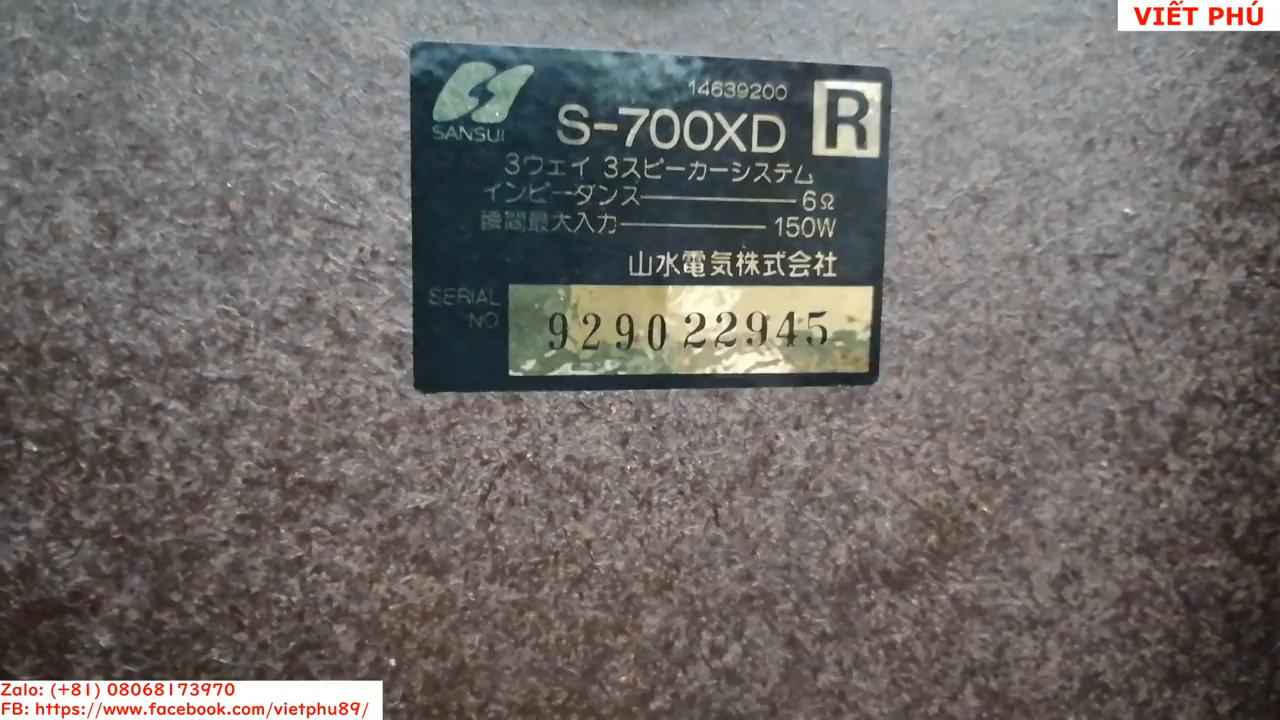 VIẾT PHÚ
14639200
R
SANSUI
S-700XD
3ウェイ 3スピーカーシステム
インピーダンス 6Ω
瞬間最大入力 150W
山水電気株式会社
SERIAL
NO
929022945
Zalo: (+81) 08068173970
FB: https://www.facebook.com/vietphu89/